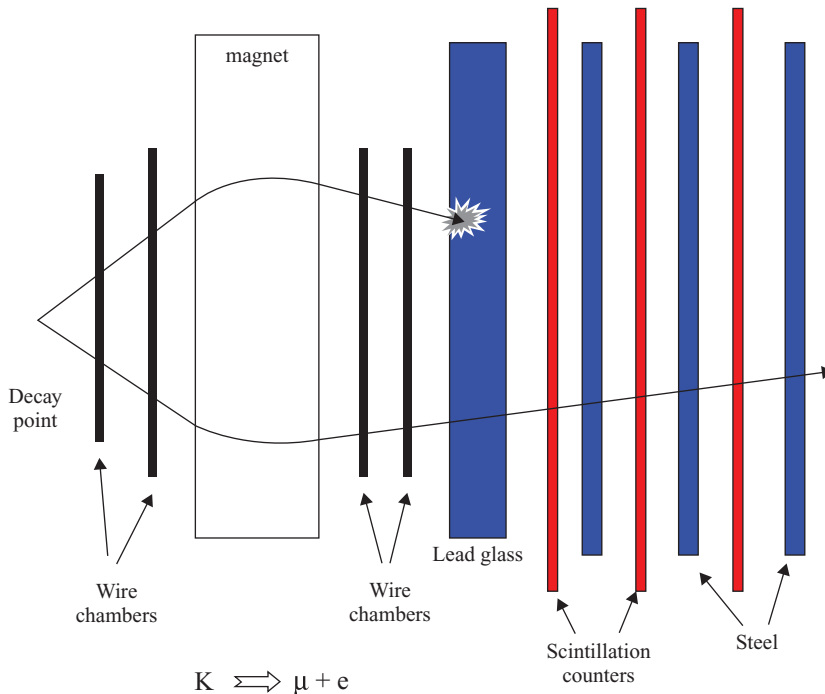 magnet
Decay
point
Lead glass
Wire
chambers
Wire
chambers
Scintillation
counters
Steel
K ⇒ μ + e